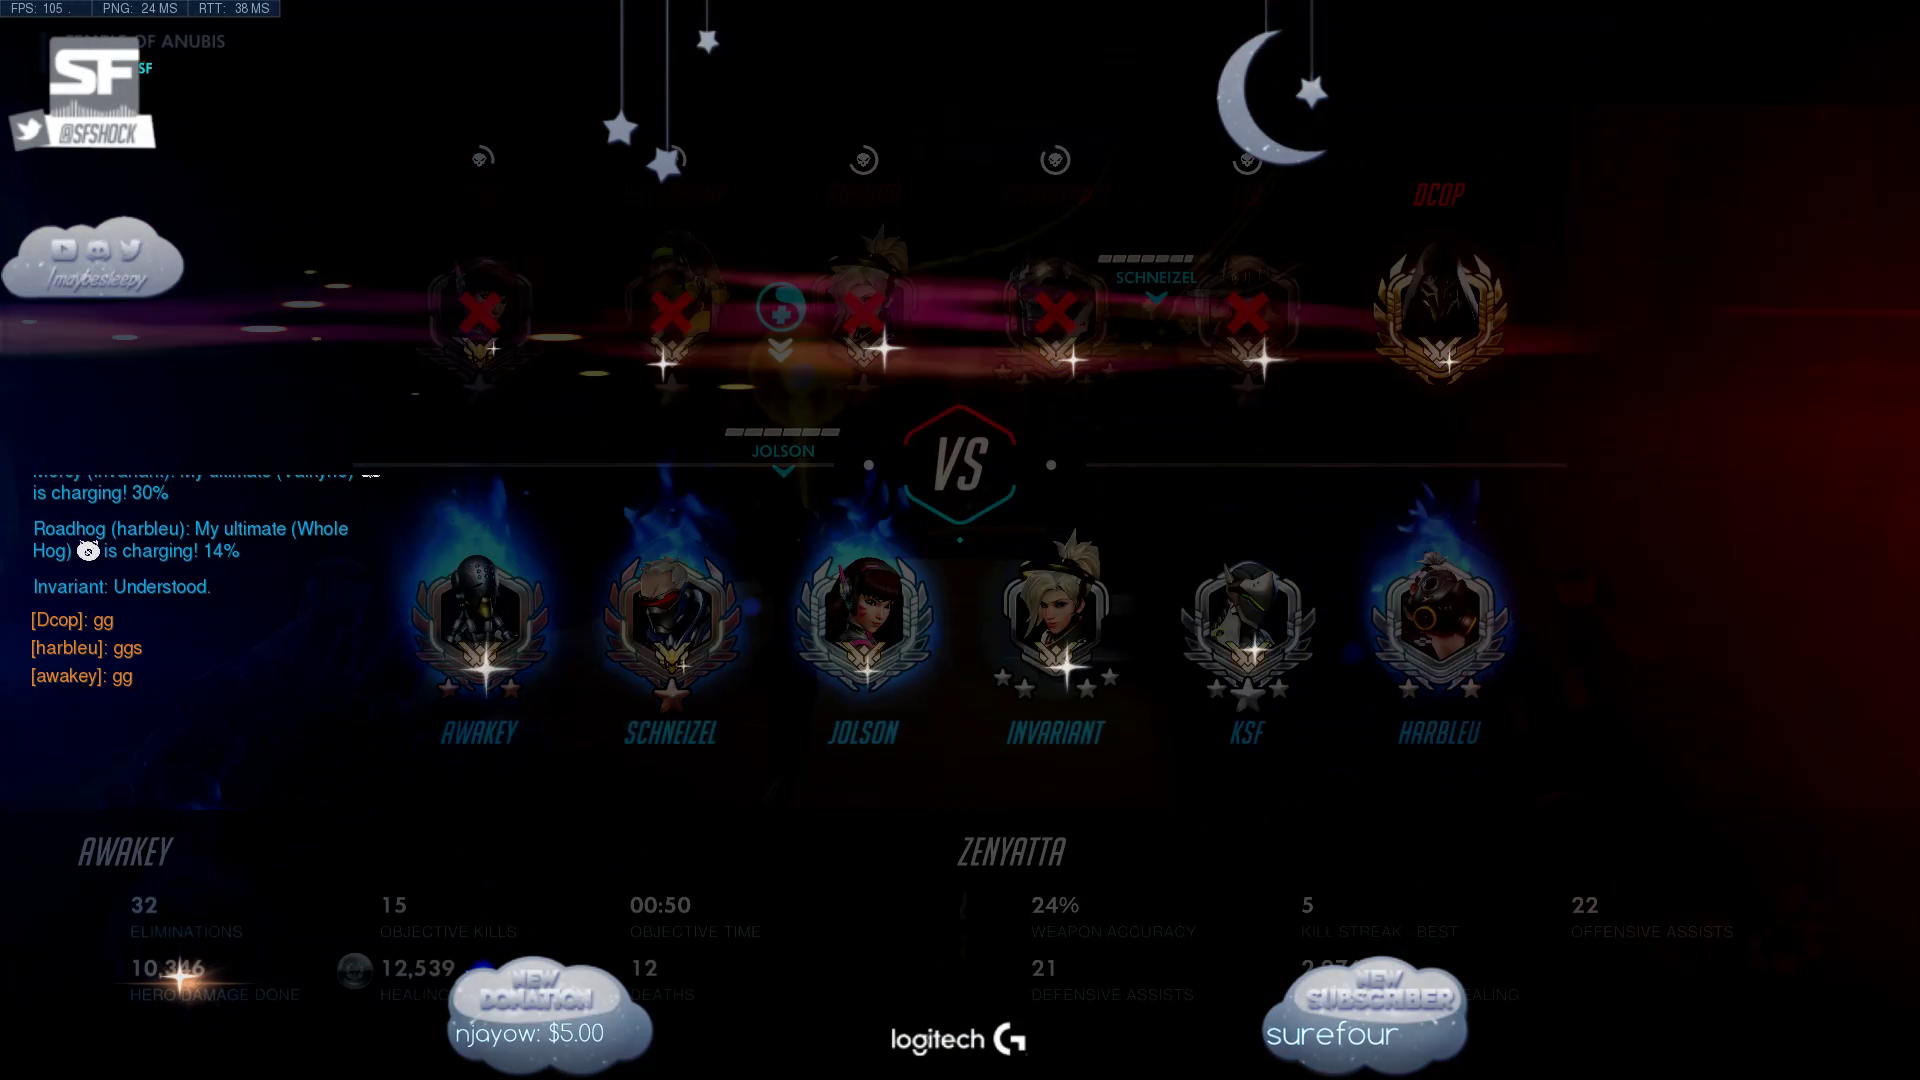 FPS: 105 .
PNG: 24 MS
RTT: 38 MS
OF ANUBIS
SF
SF
@SFSHOCK
/maybesleepy
DCOP
SCHNEIZEL
JOLSON
VS
is charging! 30%
Roadhog (harbleu): My ultimate (Whole
Hog) is charging! 14%
Invariant: Understood.
[Dcop]: gg
[harbleu]: ggs
[awakey]: gg
AWAKEY
SCHNEIZEL
JOLSON
INVARIANT
KSF
HARBLEU
AWAKEY
ZENYATTA
32
15
00:50
24%
5
22
ELIMINATIONS
OBJECTIVE KILLS
OBJECTIVE TIME
WEAPON ACCURACY
KILL STREAK - BEST
OFFENSIVE ASSISTS
10,346
12,539
12
21
HERO DAMAGE DONE
DEATHS
DEFENSIVE ASSISTS
NEW
DONATION
njayow: $5.00
logitech G
NEW
SUBSCRIBER
surefour